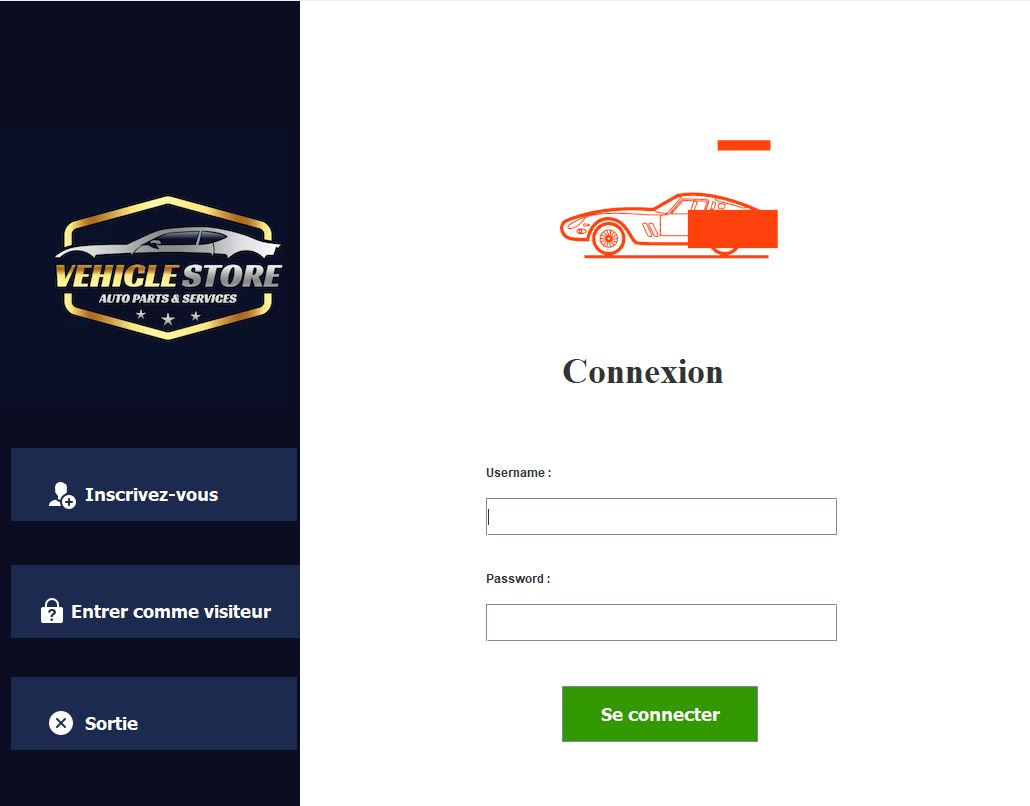 VEHICLE STORE
AUTO PARTS & SERVICES
Inscrivez-vous
Entrer comme visiteur
Sortie
Connexion
Username :
Password :
Se connecter